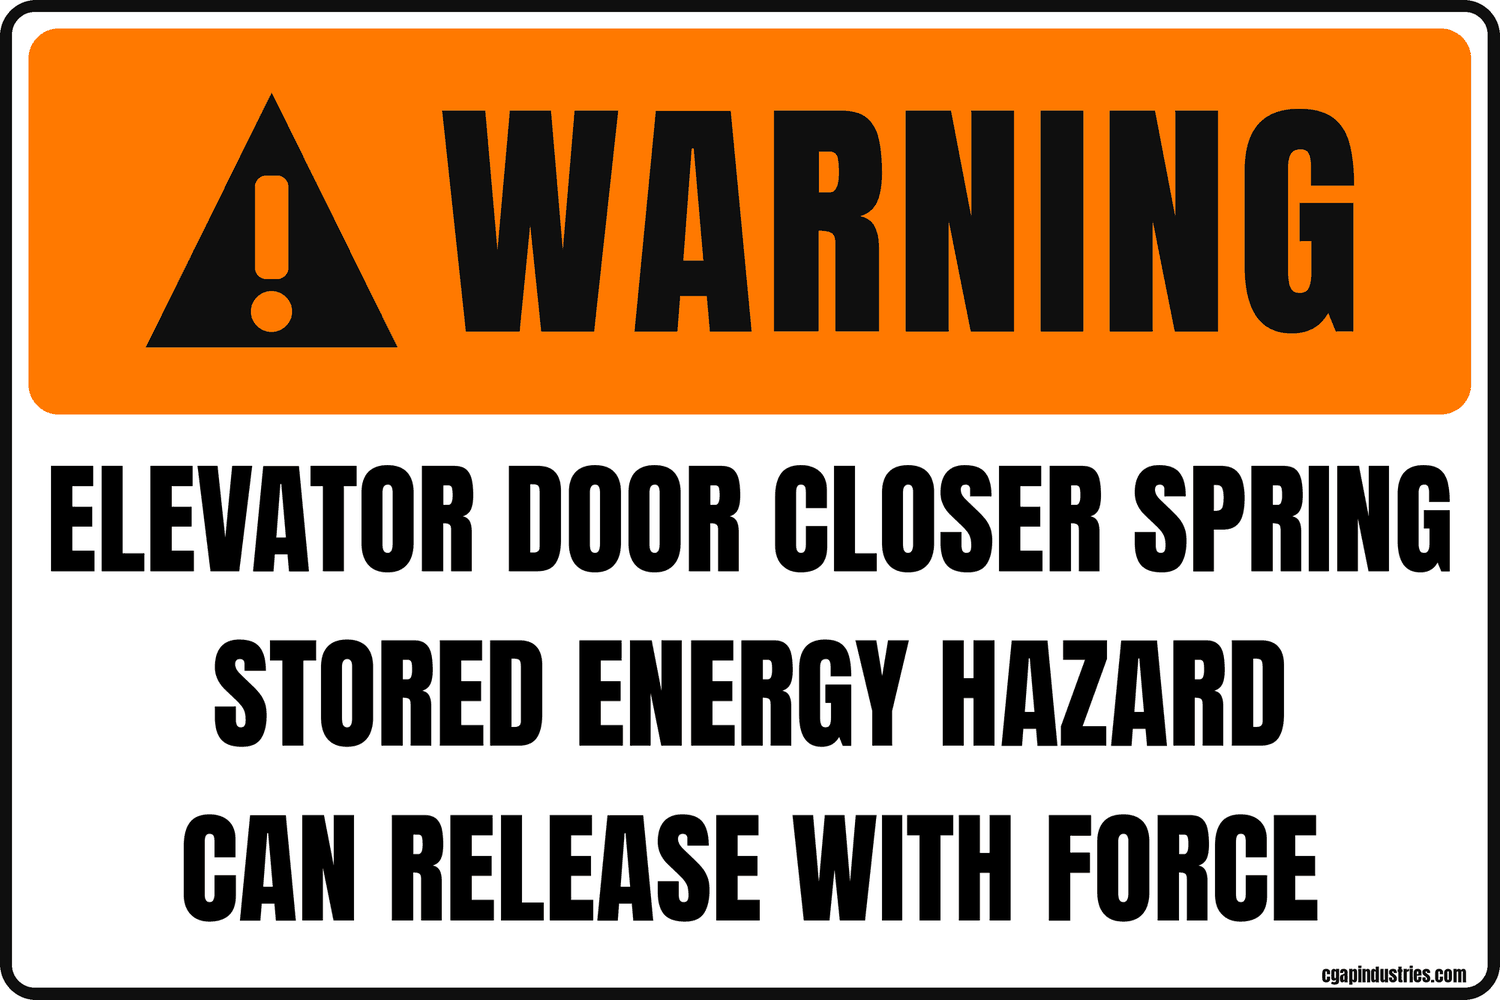 WARNING
ELEVATOR DOOR CLOSER SPRING
STORED ENERGY HAZARD
CAN RELEASE WITH FORCE
cgapindustries.com